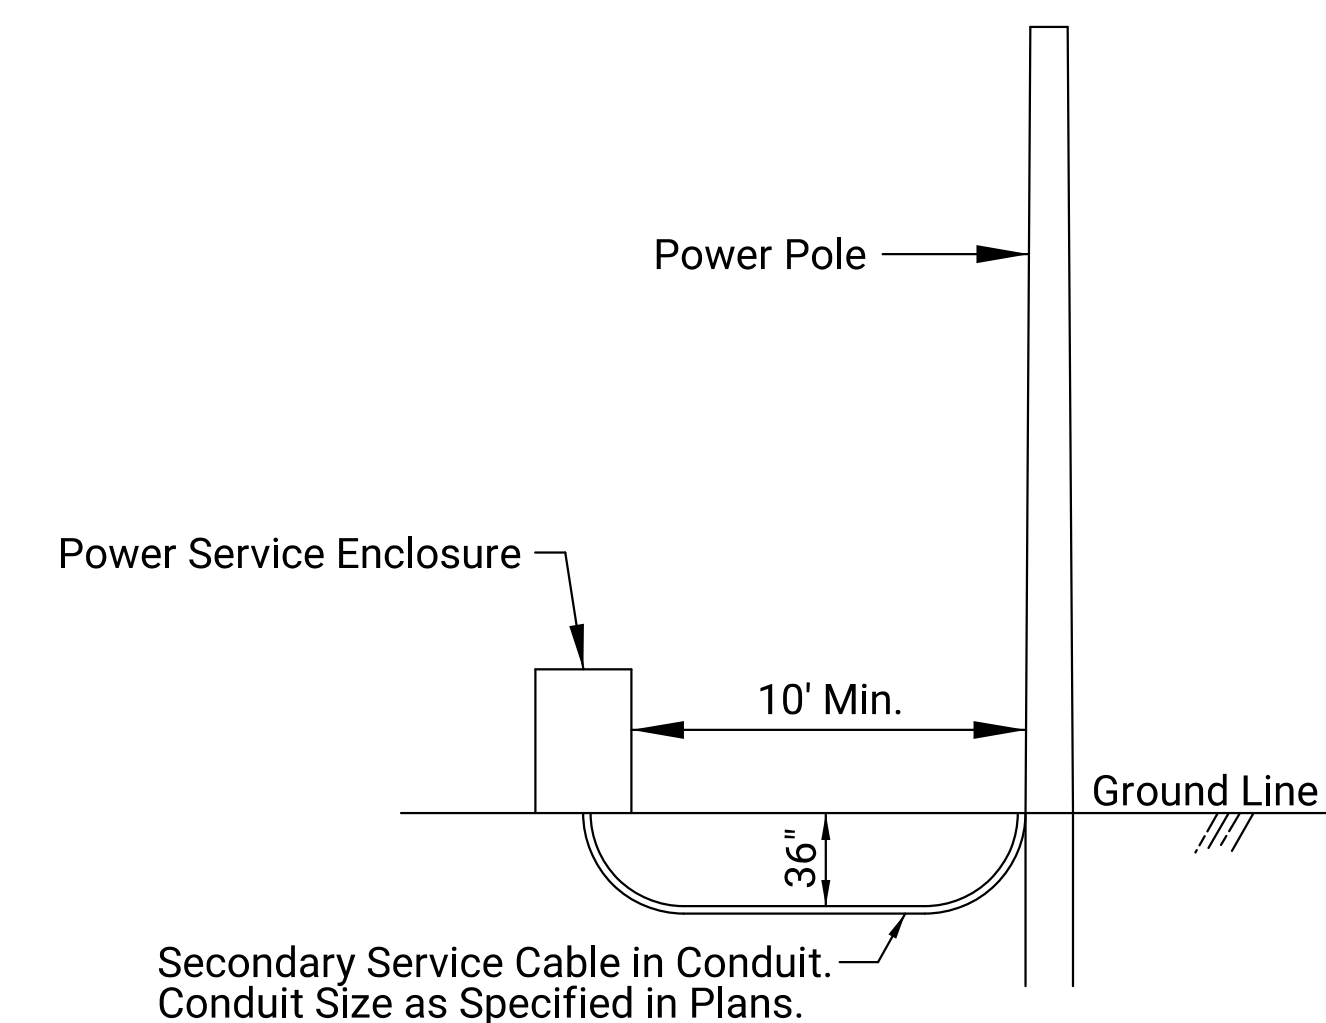 Power Pole
Power Service Enclosure
10' Min.
Ground Line
36"
Secondary Service Cable in Conduit.
Conduit Size as Specified in Plans.